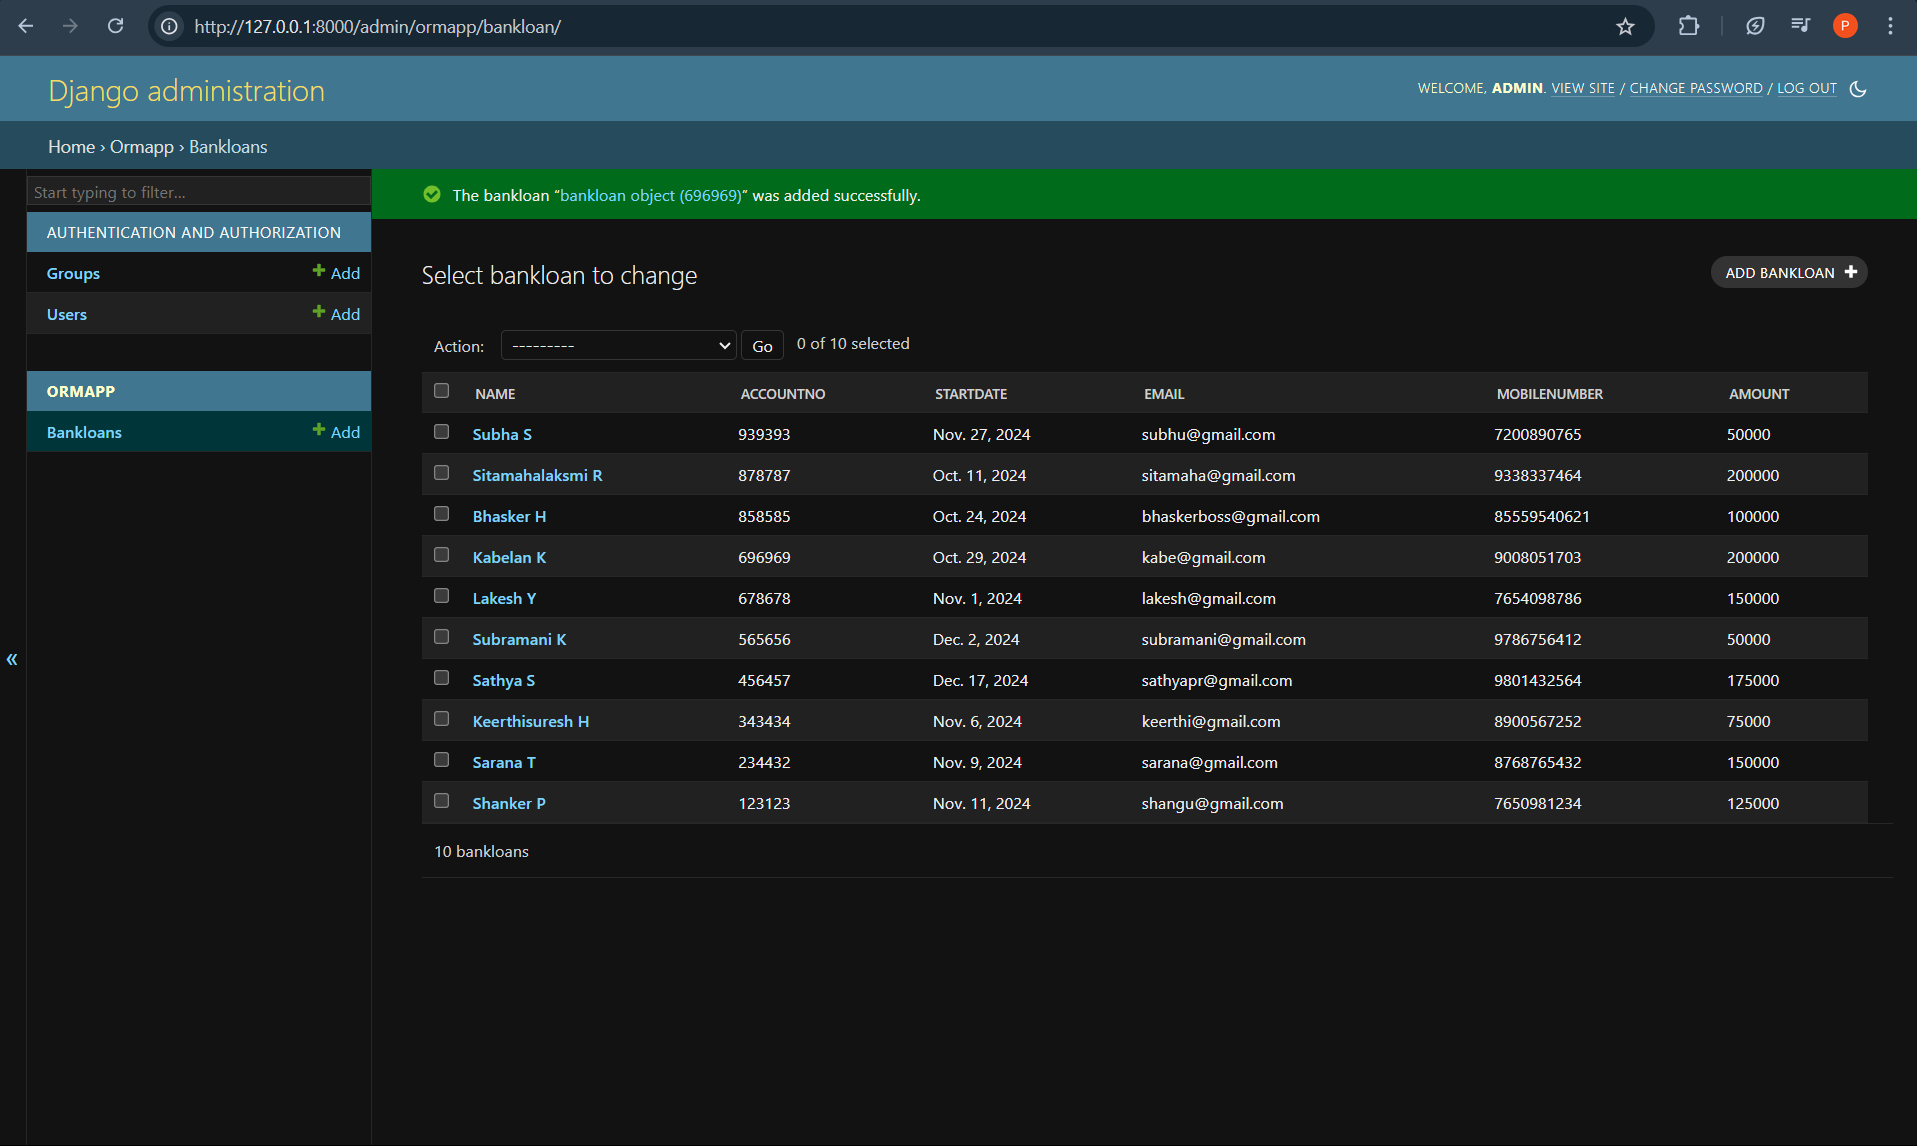 http://127.0.0.1:8000/admin/ormapp/bankloan/
P
Django administration
WELCOME, ADMIN. VIEW SITE / CHANGE PASSWORD / LOG OUT
Home › Ormapp › Bankloans
Start typing to filter...
AUTHENTICATION AND AUTHORIZATION
Groups + Add
Users + Add
ORMAPP
Bankloans + Add
«
The bankloan “bankloan object (696969)” was added successfully.
Select bankloan to change
ADD BANKLOAN +
Action: --------- Go 0 of 10 selected
NAME ACCOUNTNO STARTDATE EMAIL MOBILENUMBER AMOUNT
Subha S 939393 Nov. 27, 2024 subhu@gmail.com 7200890765 50000
Sitamahalaksmi R 878787 Oct. 11, 2024 sitamaha@gmail.com 9338337464 200000
Bhasker H 858585 Oct. 24, 2024 bhaskerboss@gmail.com 85559540621 100000
Kabelan K 696969 Oct. 29, 2024 kabe@gmail.com 9008051703 200000
Lakesh Y 678678 Nov. 1, 2024 lakesh@gmail.com 7654098786 150000
Subramani K 565656 Dec. 2, 2024 subramani@gmail.com 9786756412 50000
Sathya S 456457 Dec. 17, 2024 sathyapr@gmail.com 9801432564 175000
Keerthisuresh H 343434 Nov. 6, 2024 keerthi@gmail.com 8900567252 75000
Sarana T 234432 Nov. 9, 2024 sarana@gmail.com 8768765432 150000
Shanker P 123123 Nov. 11, 2024 shangu@gmail.com 7650981234 125000
10 bankloans